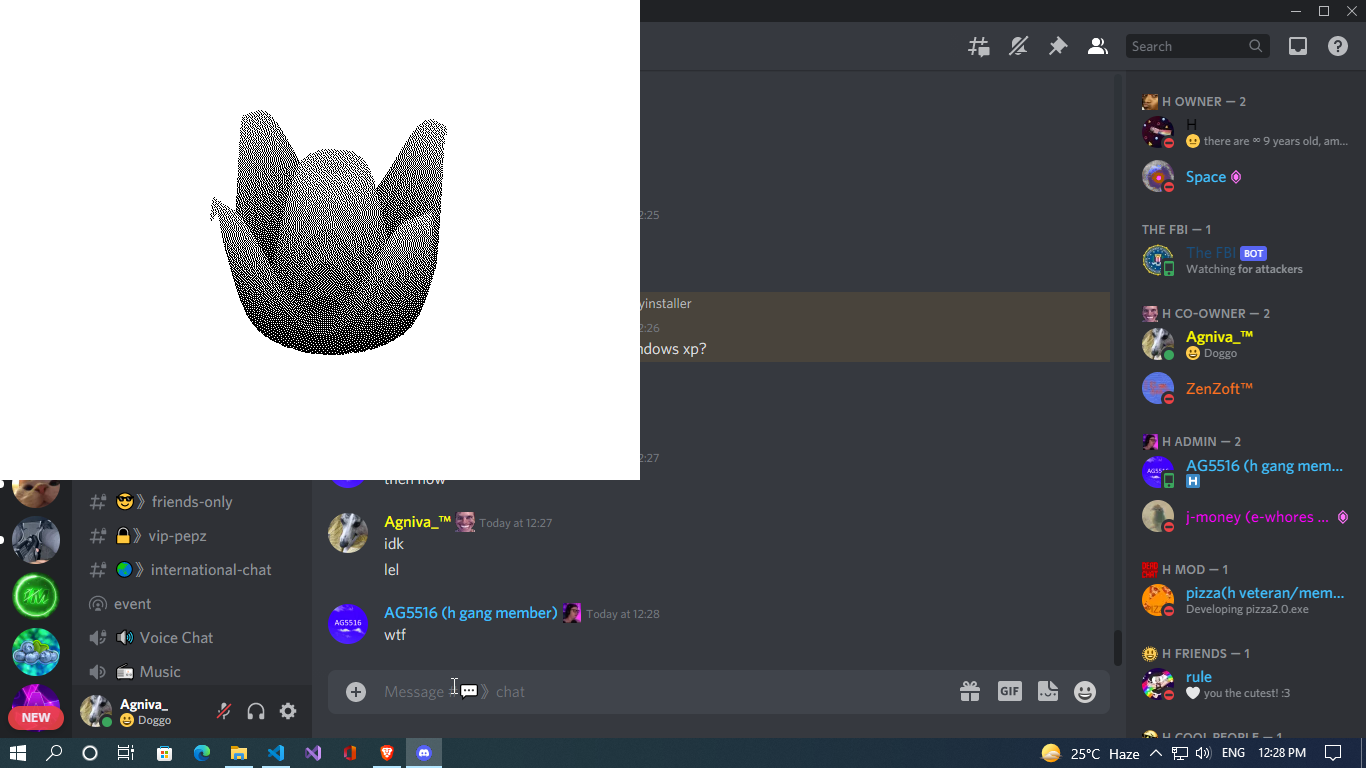 Search
2:25
yinstaller
2:26
ndows xp?
2:27
then how
Agniva_™ Today at 12:27
idk
lel
AG5516 (h gang member) Today at 12:28
AG5516
wtf
Message 💬》chat
GIF
😎》friends-only
🔒》vip-pepz
🌏》international-chat
event
🔊》Voice Chat
📻 Music
NEW
Agniva_
😀 Doggo
H OWNER — 2
H
😐 there are ∞ 9 years old, am...
Space
THE FBI — 1
The FBI BOT
Watching for attackers
H CO-OWNER — 2
Agniva_™
😀 Doggo
ZenZoft™
H ADMIN — 2
AG5516 (h gang mem...
H
j-money (e-whores ...
H MOD — 1
pizza(h veteran/mem...
Developing pizza2.0.exe
H FRIENDS — 1
rule
🤍 you the cutest! :3
H COOL PEOPLE — 1
25°C Haze ENG 12:28 PM